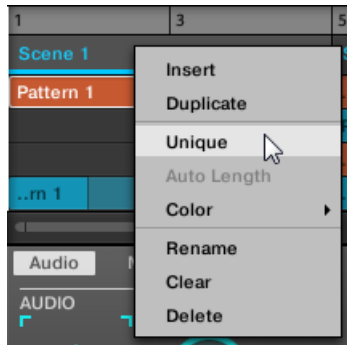 1 3 5
Scene 1
Insert
Pattern 1
Duplicate
Unique
Auto Length
..rn 1
Color
Rename
Audio
Clear
AUDIO
Delete